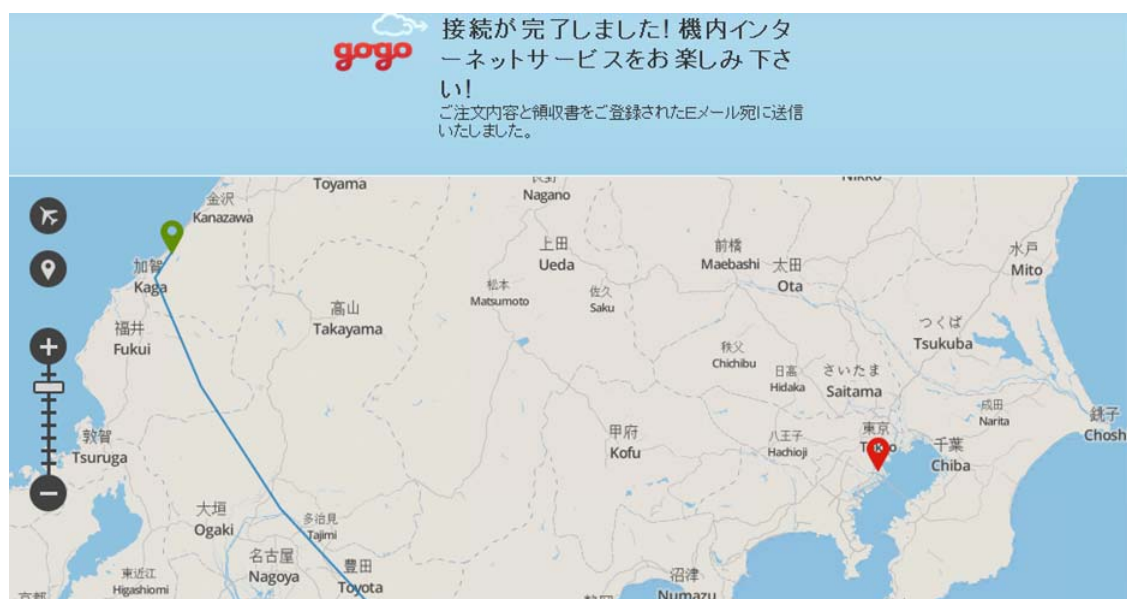 gogo
接続が完了しました! 機内インタ
ーネットサービスをお楽しみ下さ
い!
ご注文内容と領収書をご登録されたEメール宛に送信
いたしました。
Toyama
Nagano
金沢
Kanazawa
上田
Ueda
前橋
Maebashi
太田
Ota
水戸
Mito
加賀
Kaga
松本
Matsumoto
佐久
Saku
高山
Takayama
福井
Fukui
つくば
Tsukuba
秩父
Chichibu
日高
Hidaka
さいたま
Saitama
成田
Narita
銚子
Chosh
敦賀
Tsuruga
甲府
Kofu
八王子
Hachioji
東京
千葉
Chiba
大垣
Ogaki
多治見
Tajimi
名古屋
Nagoya
豊田
Toyota
東近江
Higashiomi
沼津
Numazu